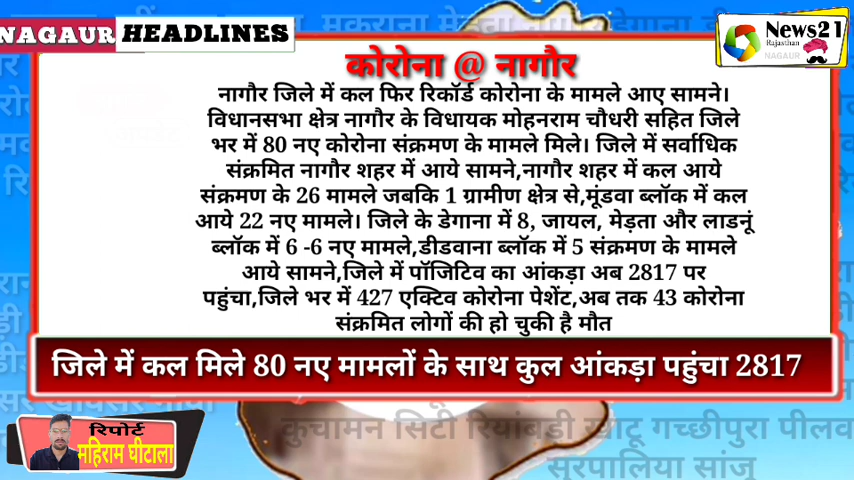 NAGAUR HEADLINES
News21
Rajasthan
NAGAUR
कोरोना @ नागौर
नागौर जिले में कल फिर रिकॉर्ड कोरोना के मामले आए सामने।
विधानसभा क्षेत्र नागौर के विधायक मोहनराम चौधरी सहित जिले
भर में 80 नए कोरोना संक्रमण के मामले मिले। जिले में सर्वाधिक
संक्रमित नागौर शहर में आये सामने,नागौर शहर में कल आये
संक्रमण के 26 मामले जबकि 1 ग्रामीण क्षेत्र से,मूंडवा ब्लॉक में कल
आये 22 नए मामले। जिले के डेगाना में 8, जायल, मेड़ता और लाडनूं
ब्लॉक में 6 -6 नए मामले,डीडवाना ब्लॉक में 5 संक्रमण के मामले
आये सामने,जिले में पॉजिटिव का आंकड़ा अब 2817 पर
पहुंचा,जिले भर में 427 एक्टिव कोरोना पेशेंट,अब तक 43 कोरोना
संक्रमित लोगों की हो चुकी है मौत
जिले में कल मिले 80 नए मामलों के साथ कुल आंकड़ा पहुंचा 2817
रिपोर्ट
महिराम घीटाला
कुचामन सिटी रियांबड़ी खाटू गच्छीपुरा पीलव
सूरपालिया सांजू